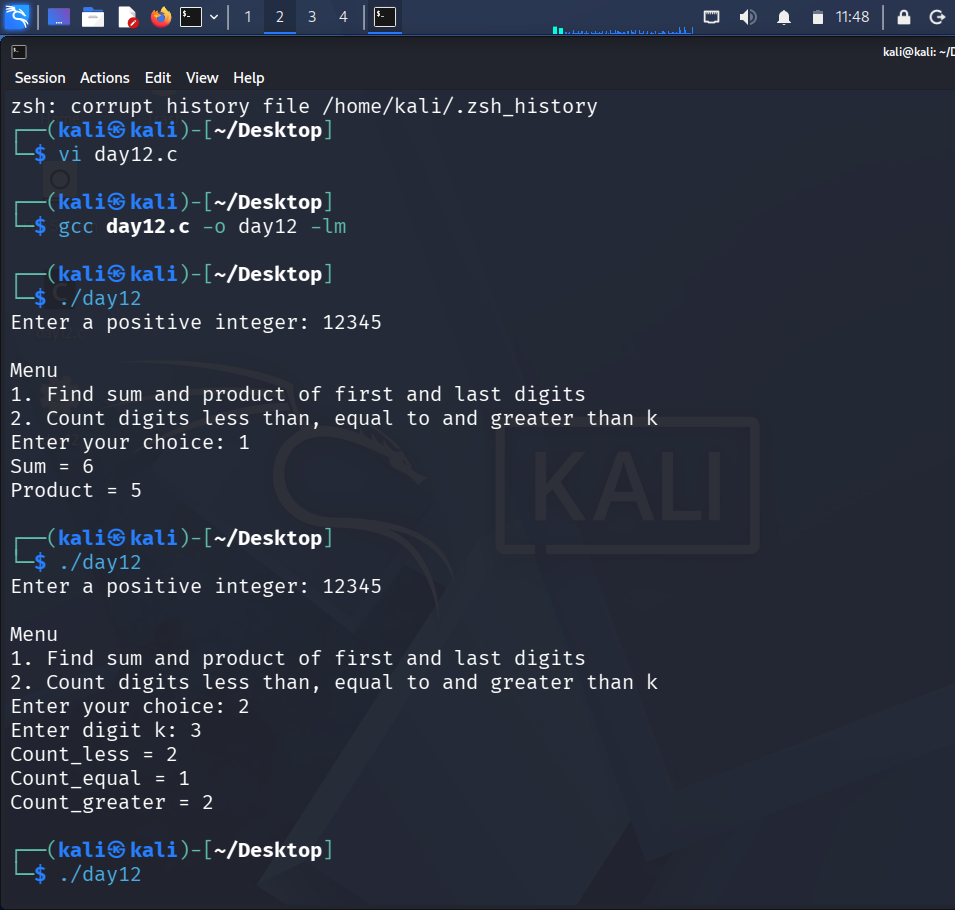 1 2 3 4 11:48
kali@kali: ~/D
Session Actions Edit View Help
zsh: corrupt history file /home/kali/.zsh_history
┌──(kali㉿kali)-[~/Desktop]
└─$ vi day12.c
┌──(kali㉿kali)-[~/Desktop]
└─$ gcc day12.c -o day12 -lm
┌──(kali㉿kali)-[~/Desktop]
└─$ ./day12
Enter a positive integer: 12345
Menu
1. Find sum and product of first and last digits
2. Count digits less than, equal to and greater than k
Enter your choice: 1
Sum = 6
Product = 5
KALI
┌──(kali㉿kali)-[~/Desktop]
└─$ ./day12
Enter a positive integer: 12345
Menu
1. Find sum and product of first and last digits
2. Count digits less than, equal to and greater than k
Enter your choice: 2
Enter digit k: 3
Count_less = 2
Count_equal = 1
Count_greater = 2
┌──(kali㉿kali)-[~/Desktop]
└─$ ./day12